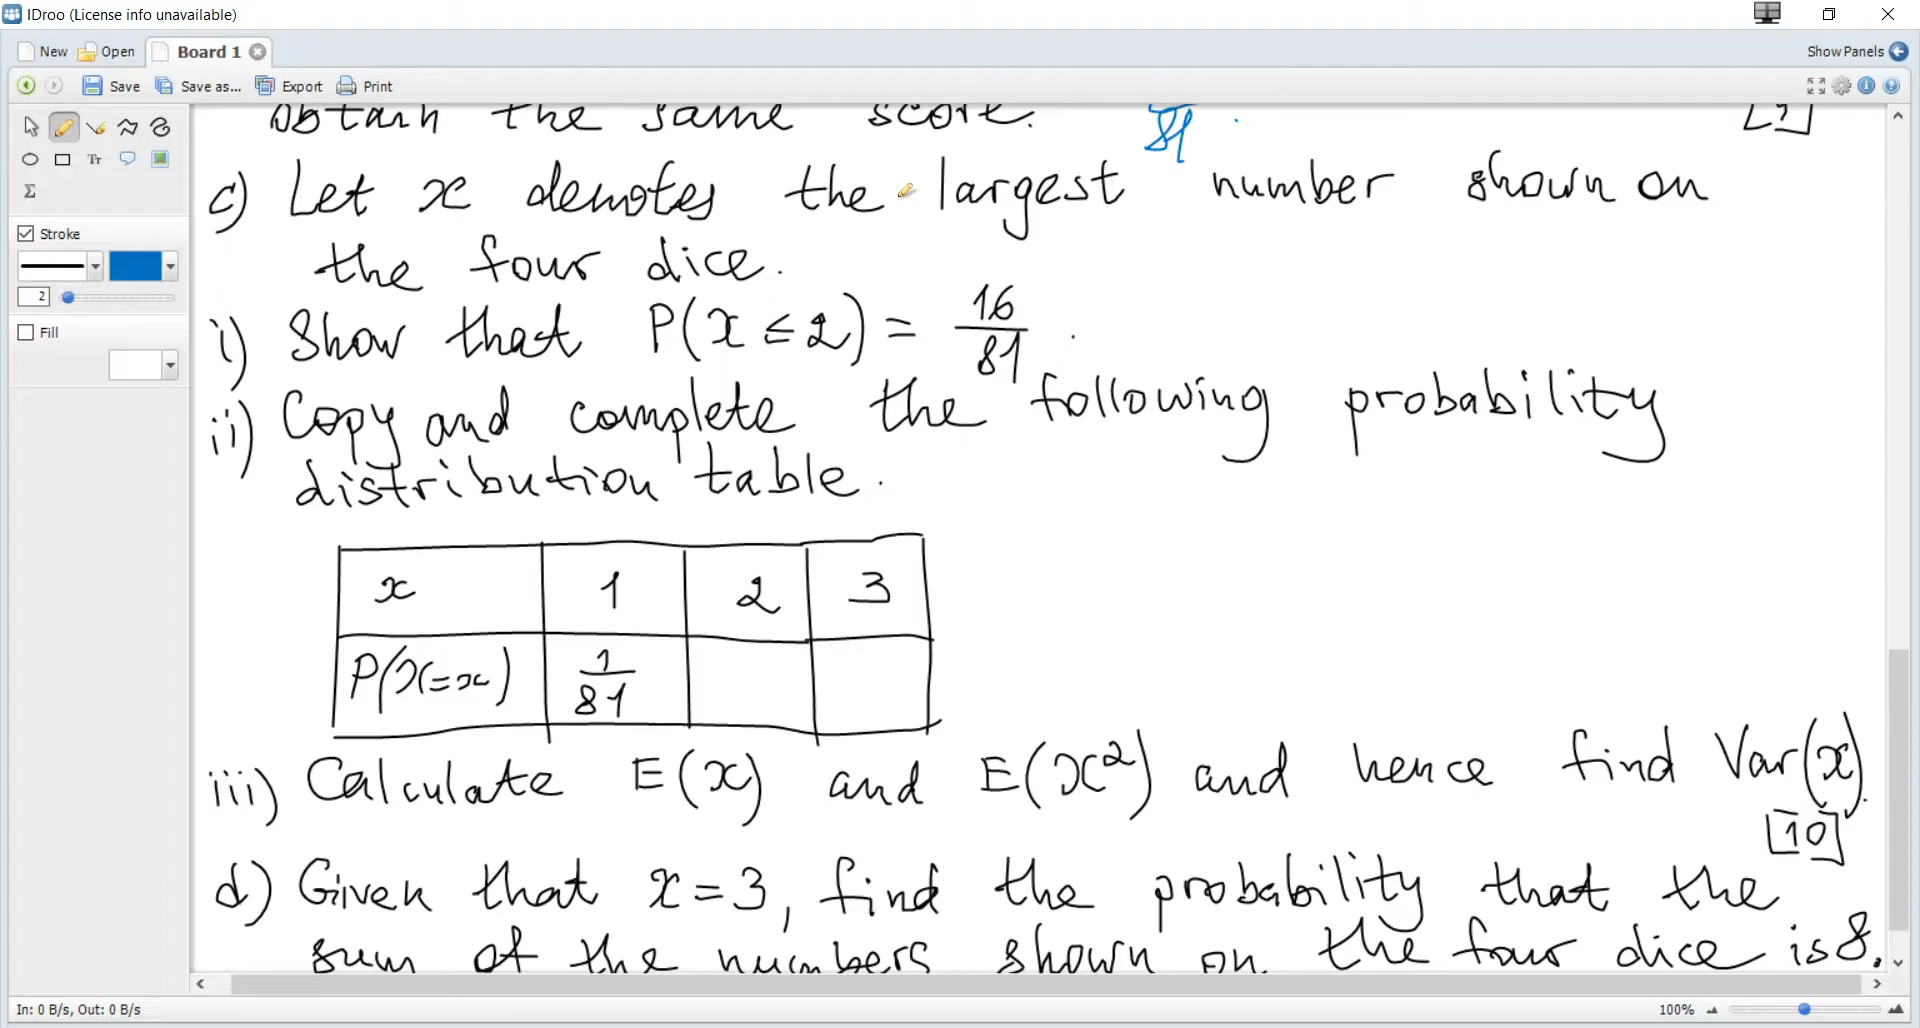 IDroo (License info unavailable)
New Open Board 1 Show Panels
Save Save as... Export Print
obtain the same score. 81 [3]
c) Let x denotes the largest number shown on
the four dice.
i) Show that P(x ≤ 2) = 16/81.
ii) Copy and complete the following probability
distribution table.
x 1 2 3
P(X=x) 1/81
iii) Calculate E(x) and E(x²) and hence find Var(x).
[10]
d) Given that x=3, find the probability that the
sum of the numbers shown on the four dice is 8.
Tr
Σ
Stroke
2
Fill
In: 0 B/s, Out: 0 B/s 100%